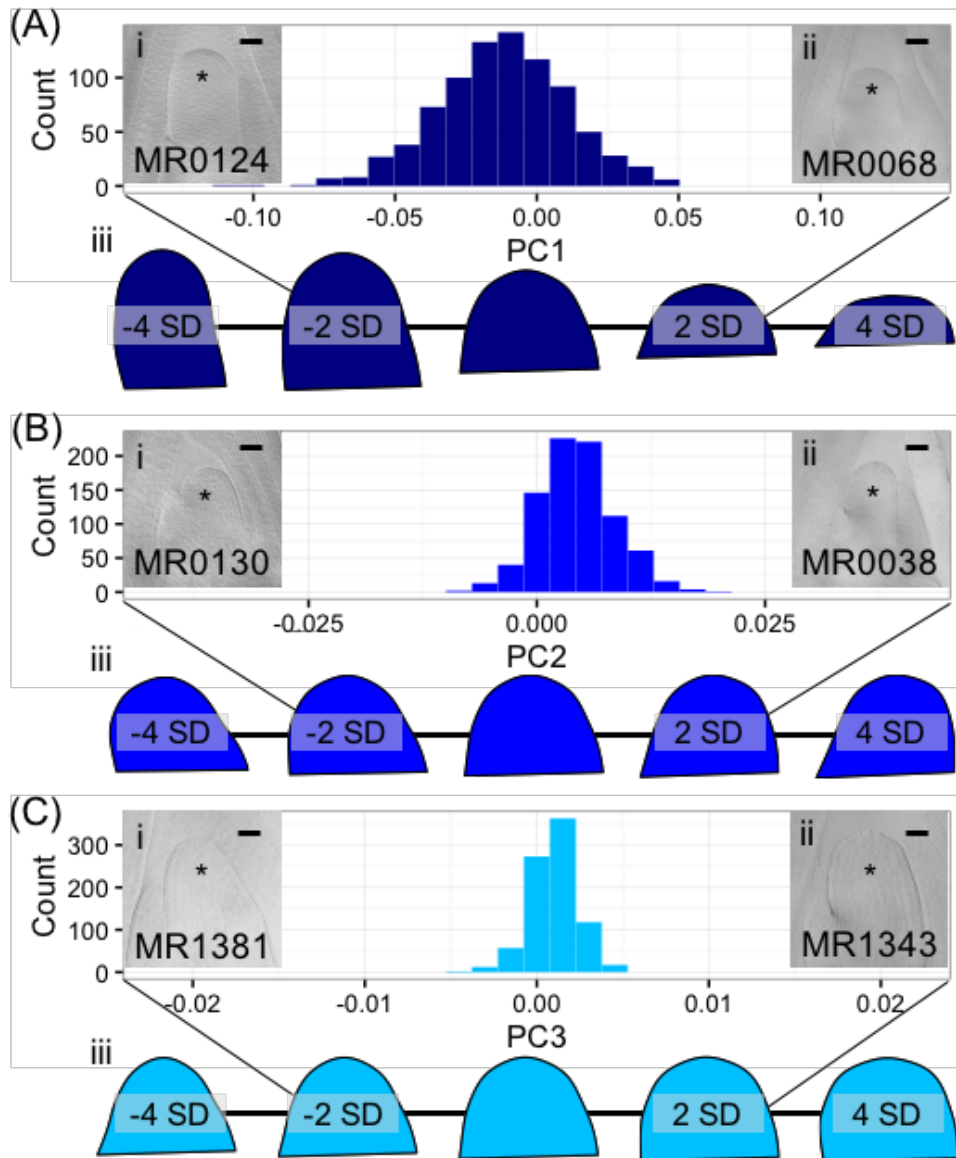 (A)
i
ii
*
*
MR0124
MR0068
Count
100
50
0
-0.10
-0.05
0.00
0.05
0.10
PC1
iii
-4 SD
-2 SD
2 SD
4 SD
(B)
i
ii
*
*
MR0130
MR0038
Count
200
150
100
50
0
-0.025
0.000
0.025
PC2
iii
-4 SD
-2 SD
2 SD
4 SD
(C)
i
ii
*
*
MR1381
MR1343
Count
300
200
100
0
-0.02
-0.01
0.00
0.01
0.02
PC3
iii
-4 SD
-2 SD
2 SD
4 SD